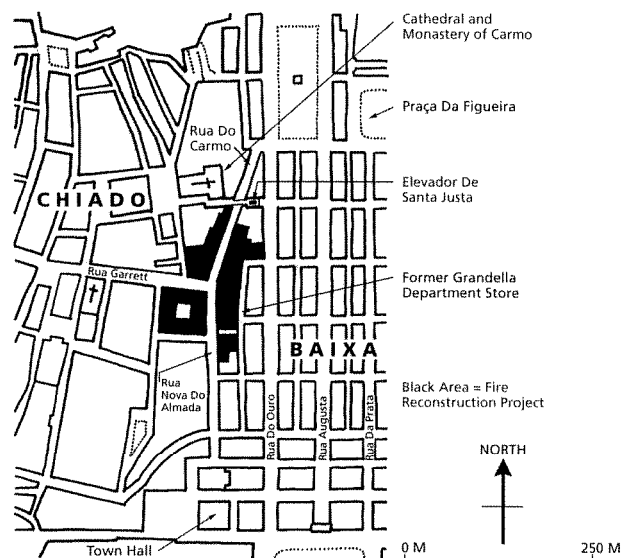 Cathedral and
Monastery of Carmo
Praça Da Figueira
Rua Do
Carmo
Elevador De
Santa Justa
CHIADO
Rua Garrett
Former Grandella
Department Store
BAIXA
Rua
Nova Do
Almada
Black Area = Fire
Reconstruction Project
Rua Do Ouro
Rua Augusta
Rua Da Prata
NORTH
Town Hall
0 M
250 M